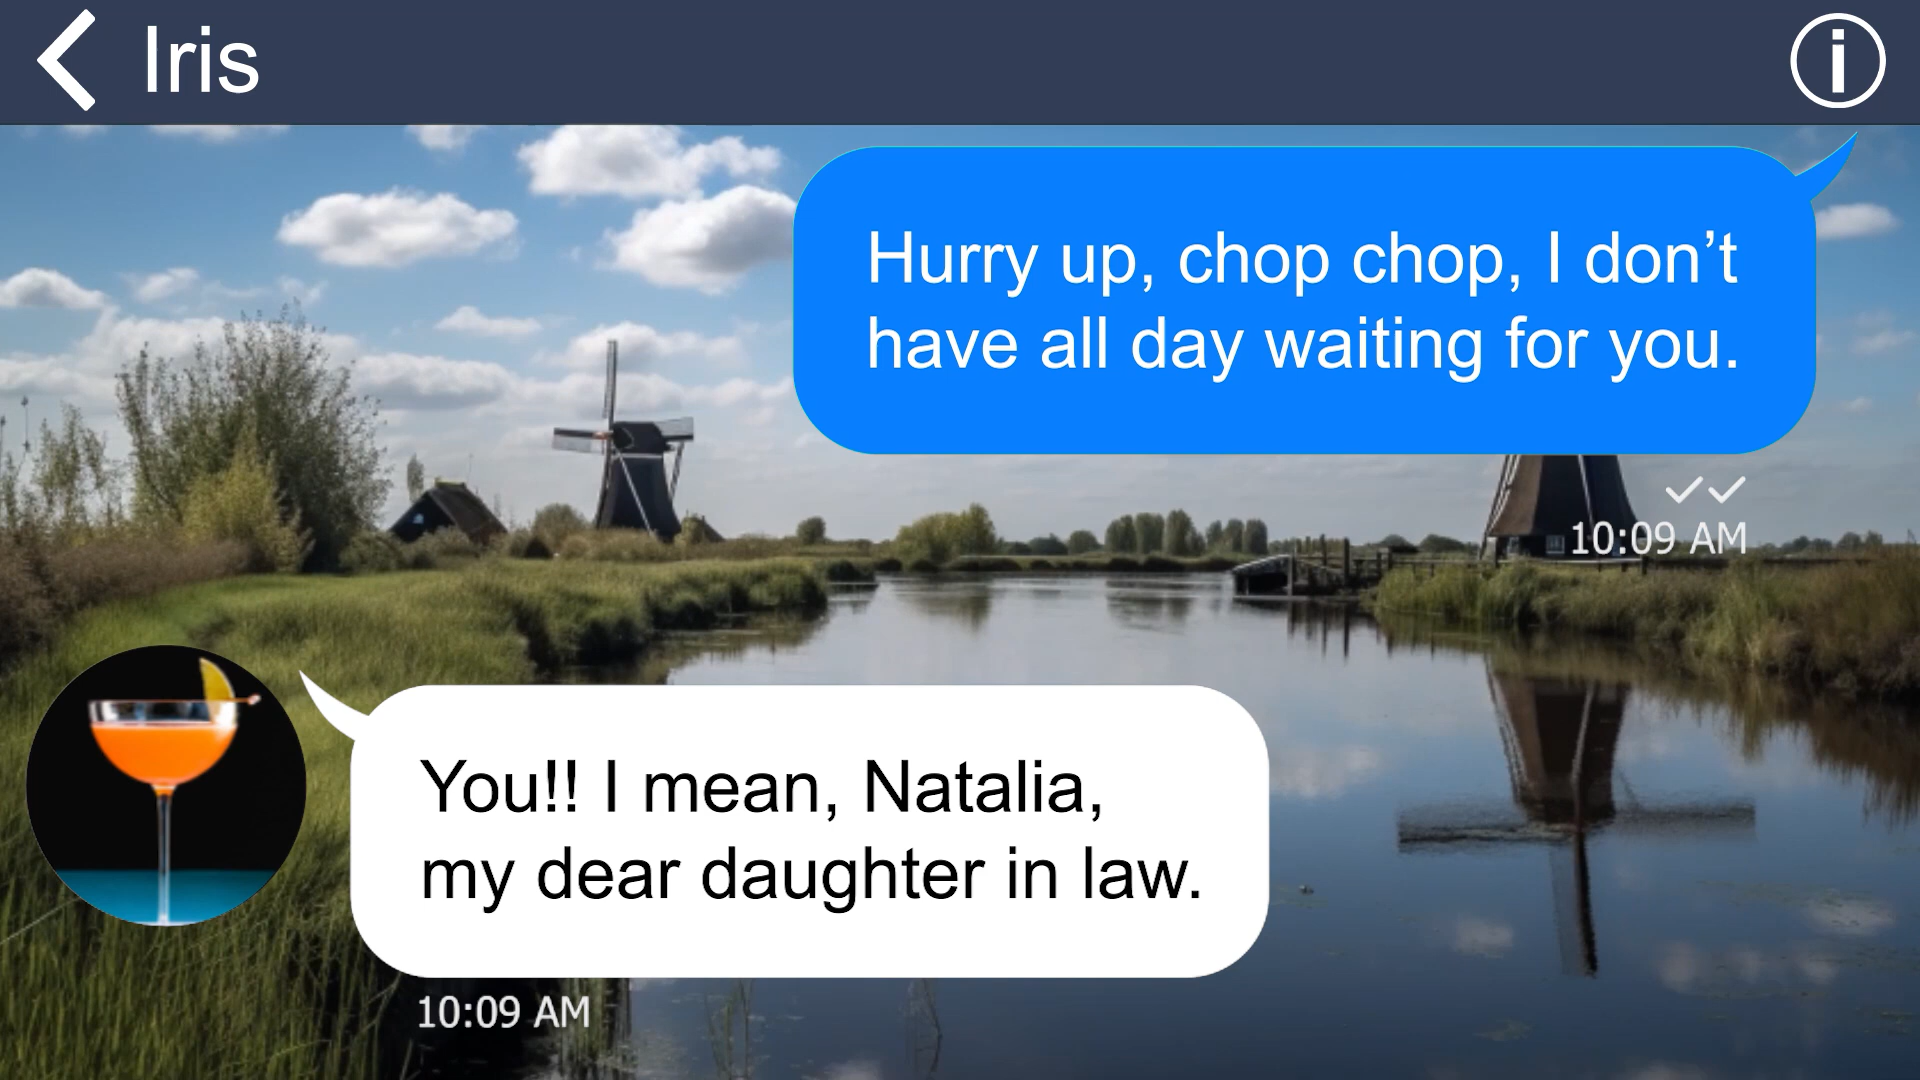 Iris
Hurry up, chop chop, I don’t
have all day waiting for you.
10:09 AM
You!! I mean, Natalia,
my dear daughter in law.
10:09 AM